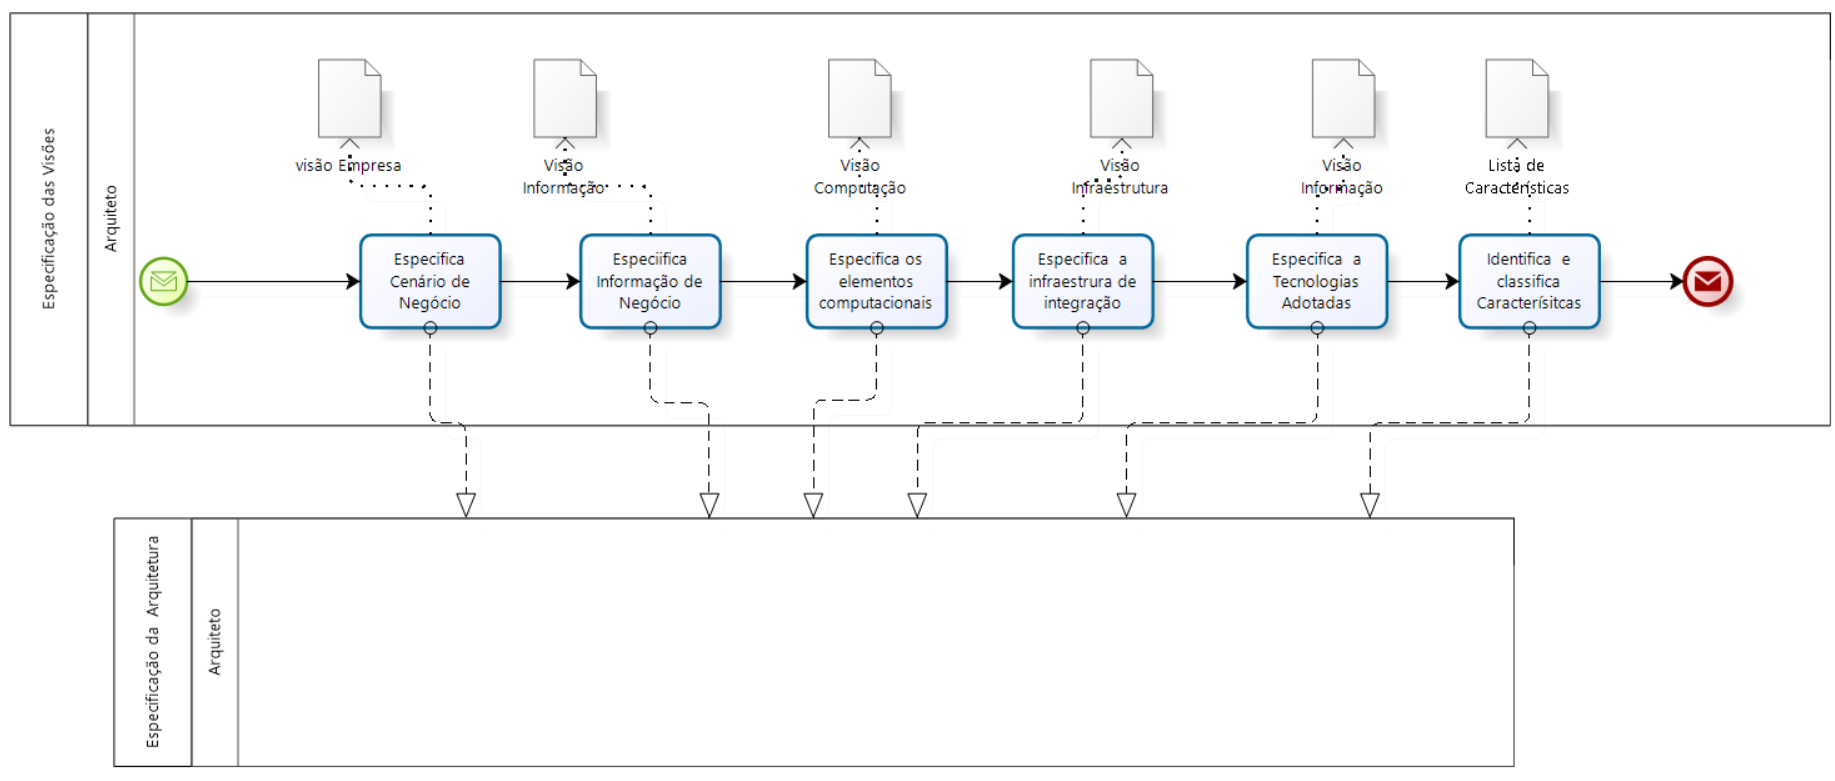 Especificação das Visões
Arquiteto
visão Empresa
Visão
Informação
Visão
Computação
Visão
Infraestrutura
Visão
Informação
Lista de
Características
Especifica
Cenário de
Negócio
Especiifica
Informação de
Negócio
Especifica os
elementos
computacionais
Especifica a
infraestrura de
integração
Especifica a
Tecnologias
Adotadas
Identifica e
classifica
Caracterísitcas
Especificação da Arquitetura
Arquiteto